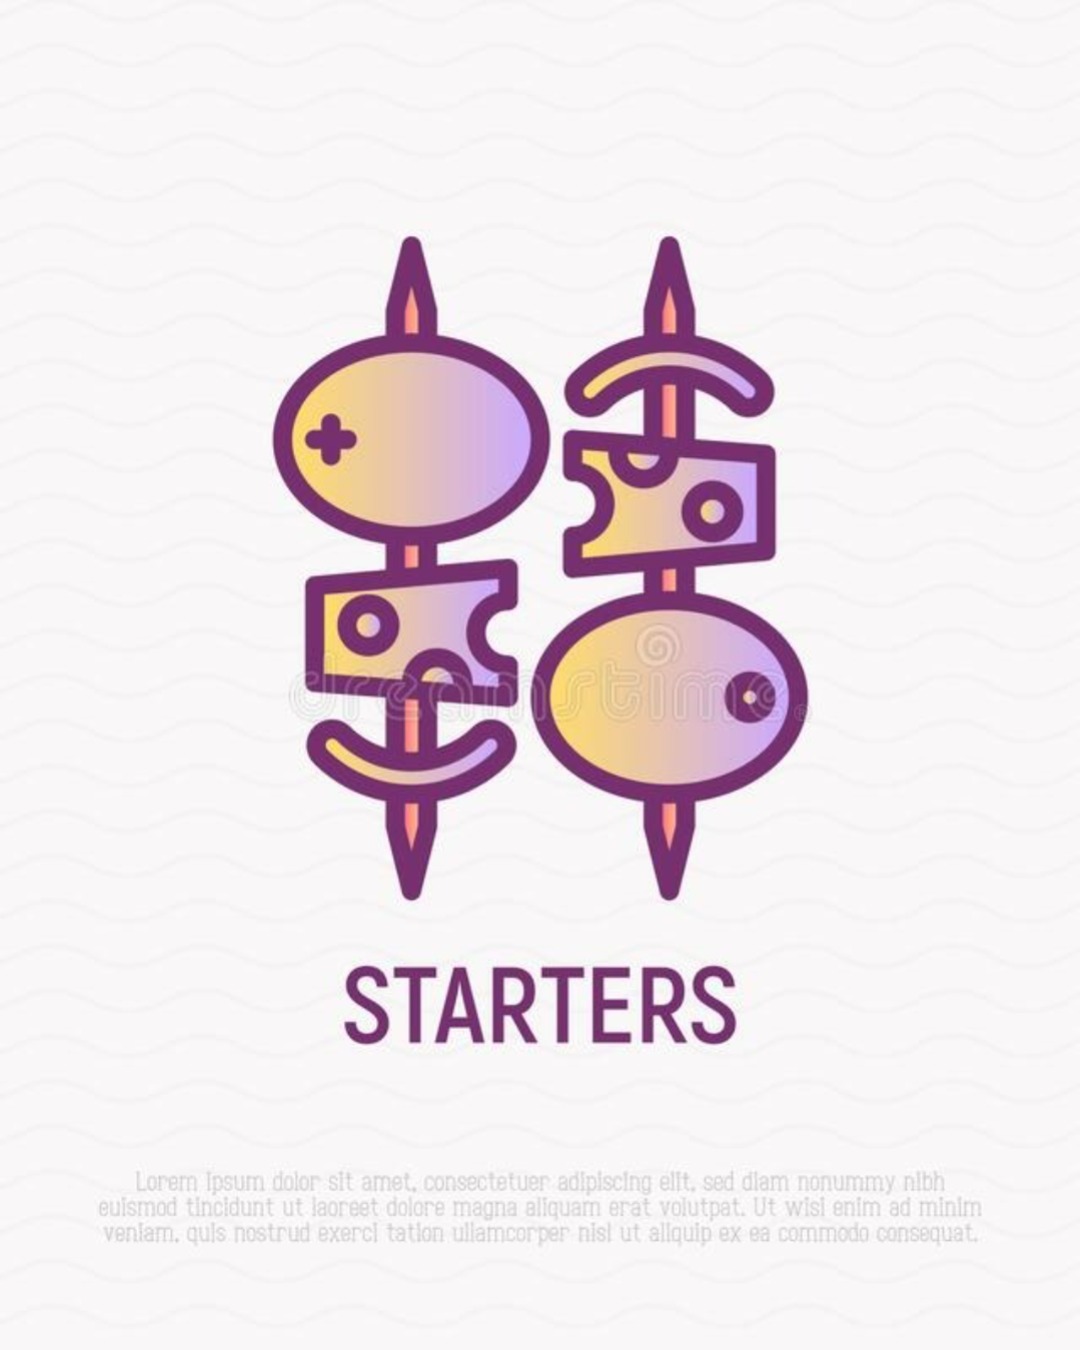 dreamstime
STARTERS
Lorem ipsum dolor sit amet, consectetuer adipiscing elit, sed diam nonummy nibh
euismod tincidunt ut laoreet dolore magna aliquam erat volutpat. Ut wisi enim ad minim
veniam, quis nostrud exerci tation ullamcorper nisl ut aliquip ex ea commodo consequat.